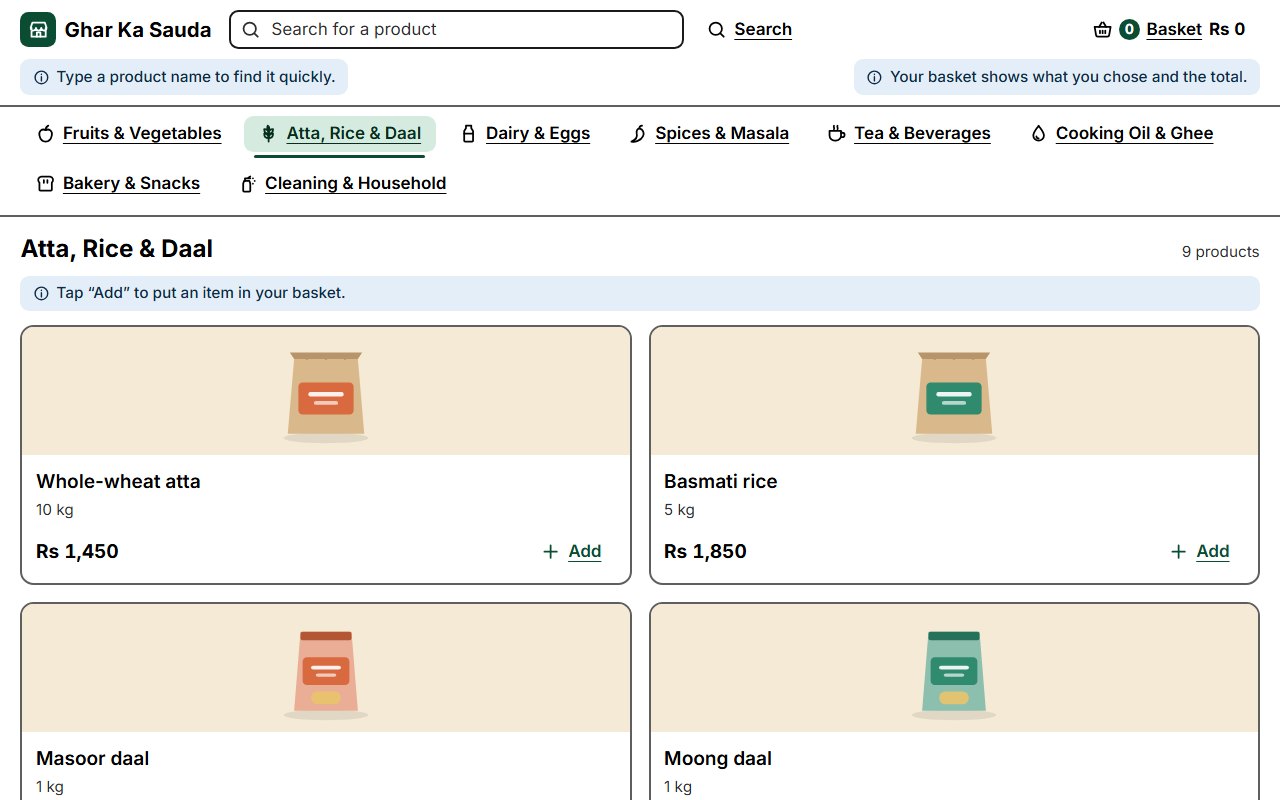 Ghar Ka Sauda
Search for a product
Search
0 Basket Rs 0
Type a product name to find it quickly.
Your basket shows what you chose and the total.
Fruits & Vegetables
Atta, Rice & Daal
Dairy & Eggs
Spices & Masala
Tea & Beverages
Cooking Oil & Ghee
Bakery & Snacks
Cleaning & Household
Atta, Rice & Daal
9 products
Tap “Add” to put an item in your basket.
Whole-wheat atta
10 kg
Rs 1,450
Add
Basmati rice
5 kg
Rs 1,850
Add
Masoor daal
1 kg
Moong daal
1 kg